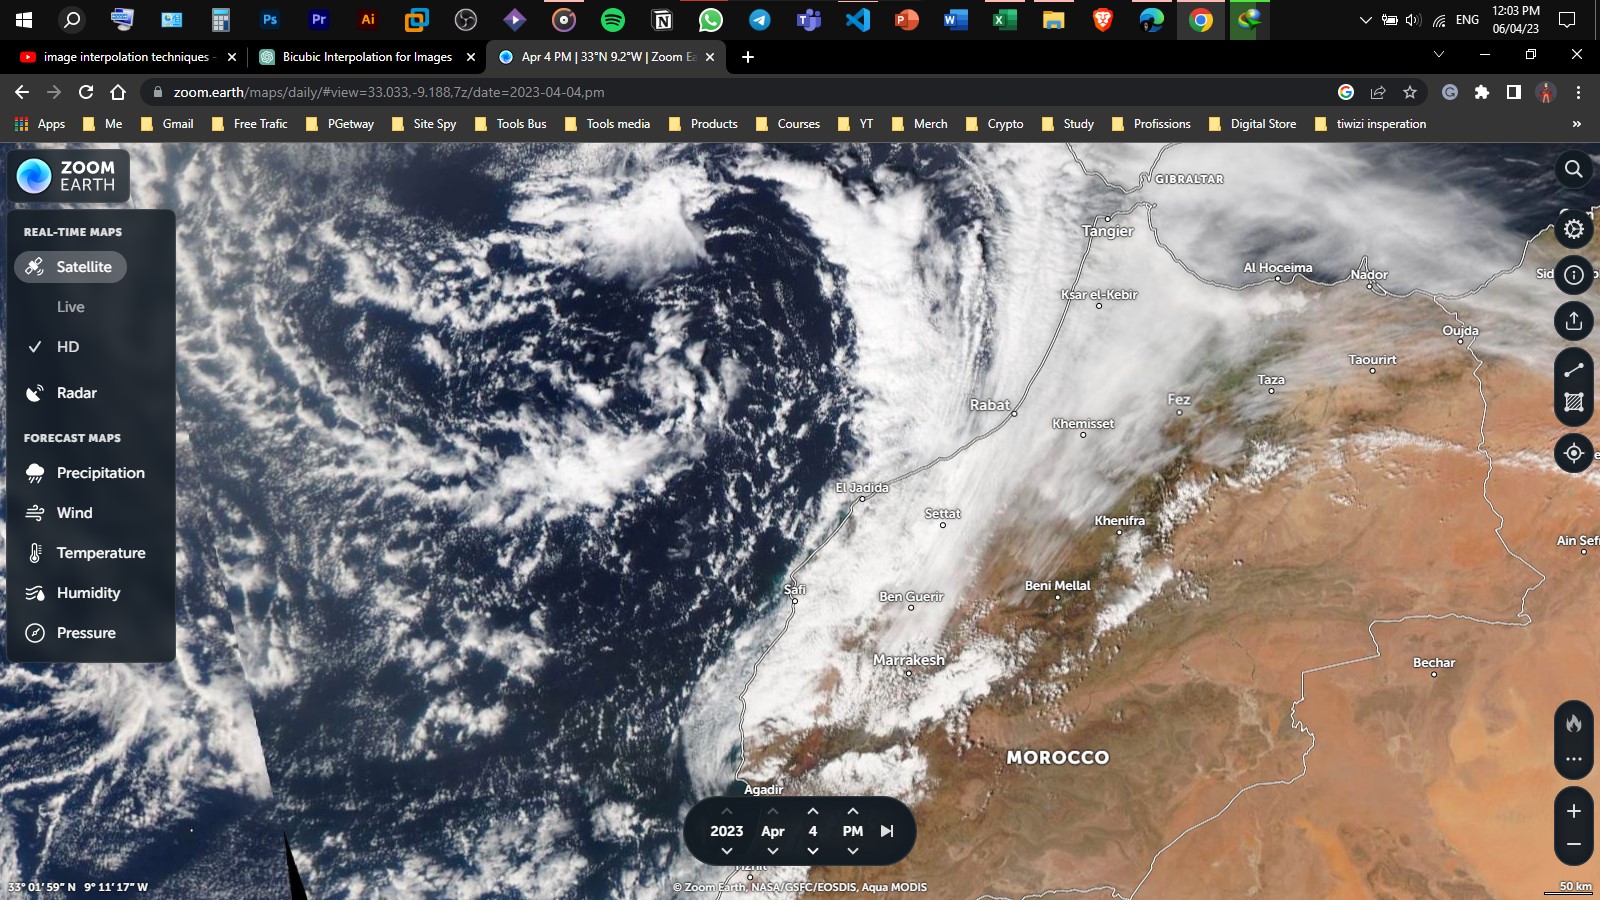 Ps
Pr
Ai
ENG
12:03 PM
06/04/23
image interpolation techniques -
Bicubic Interpolation for Images
Apr 4 PM | 33°N 9.2°W | Zoom Ea
zoom.earth/maps/daily/#view=33.033,-9.188,7z/date=2023-04-04,pm
Apps
Me
Gmail
Free Trafic
PGetway
Site Spy
Tools Bus
Tools media
Products
Courses
YT
Merch
Crypto
Study
Profissions
Digital Store
tiwizi insperation
»
ZOOM
EARTH
REAL-TIME MAPS
Satellite
Live
HD
Radar
FORECAST MAPS
Precipitation
Wind
Temperature
Humidity
Pressure
GIBRALTAR
Tangier
Al Hoceima
Nador
Sid
Ksar el-Kebir
Oujda
Taourirt
Taza
Fez
Rabat
Khemisset
El Jadida
Settat
Khenifra
Ain Sef
Beni Mellal
Safi
Ben Guerir
Marrakesh
Bechar
MOROCCO
Agadir
2023 Apr 4 PM
Tiznit
33° 01′ 59″ N 9° 11′ 17″ W
© Zoom Earth, NASA/GSFC/EOSDIS, Aqua MODIS
50 km